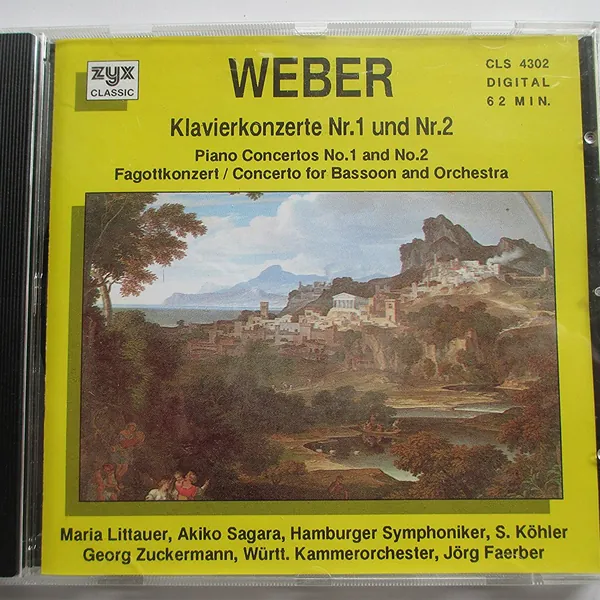 zyx
CLASSIC
WEBER
CLS 4302
DIGITAL
62 MIN.
Klavierkonzerte Nr.1 und Nr.2
Piano Concertos No.1 and No.2
Fagottkonzert / Concerto for Bassoon and Orchestra
Maria Littauer, Akiko Sagara, Hamburger Symphoniker, S. Köhler
Georg Zuckermann, Württ. Kammerorchester, Jörg Faerber